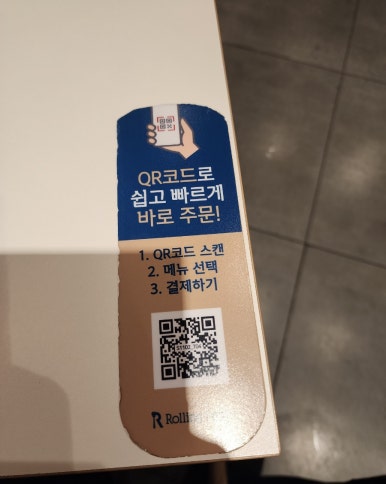 QR코드로
쉽고 빠르게
바로 주문!
1. QR코드 스캔
2. 메뉴 선택
3. 결제하기